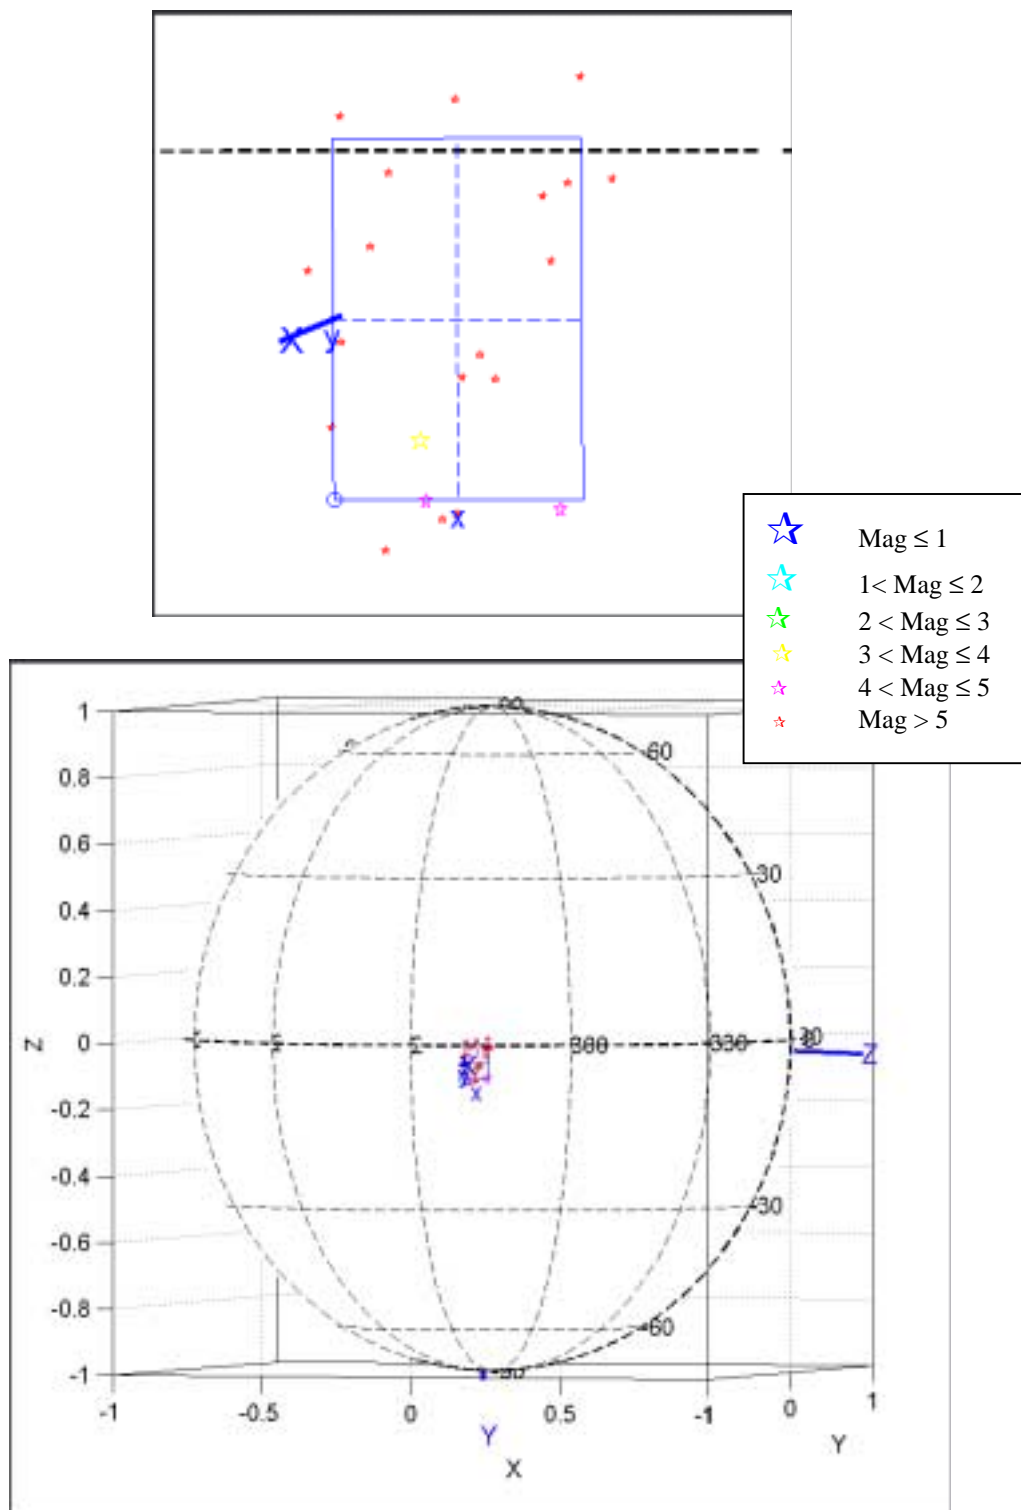 X y
X
Mag ≤ 1
1< Mag ≤ 2
2 < Mag ≤ 3
3 < Mag ≤ 4
4 < Mag ≤ 5
Mag > 5
1
0.8
0.6
0.4
0.2
0
-0.2
-0.4
-0.6
-0.8
-1
Z
60
30
300
330
30
Z
X
-30
-60
-1
-0.5
0
0.5
-1
0
1
Y
X
Y